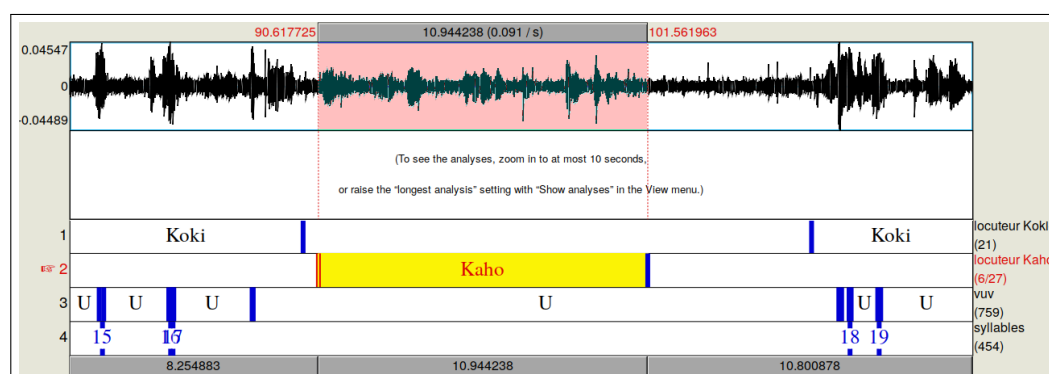 90.617725 10.944238 (0.091 / s) 101.561963
0.04547
0
-0.04489
(To see the analyses, zoom in to at most 10 seconds,
or raise the “longest analysis” setting with “Show analyses” in the View menu.)
1 Koki Koki locuteur Koki
(21)
☞ 2 Kaho locuteur Kaho
(6/27)
3 U U U U U U vuv
(759)
4 15 16 17 18 19 syllables
(454)
8.254883 10.944238 10.800878